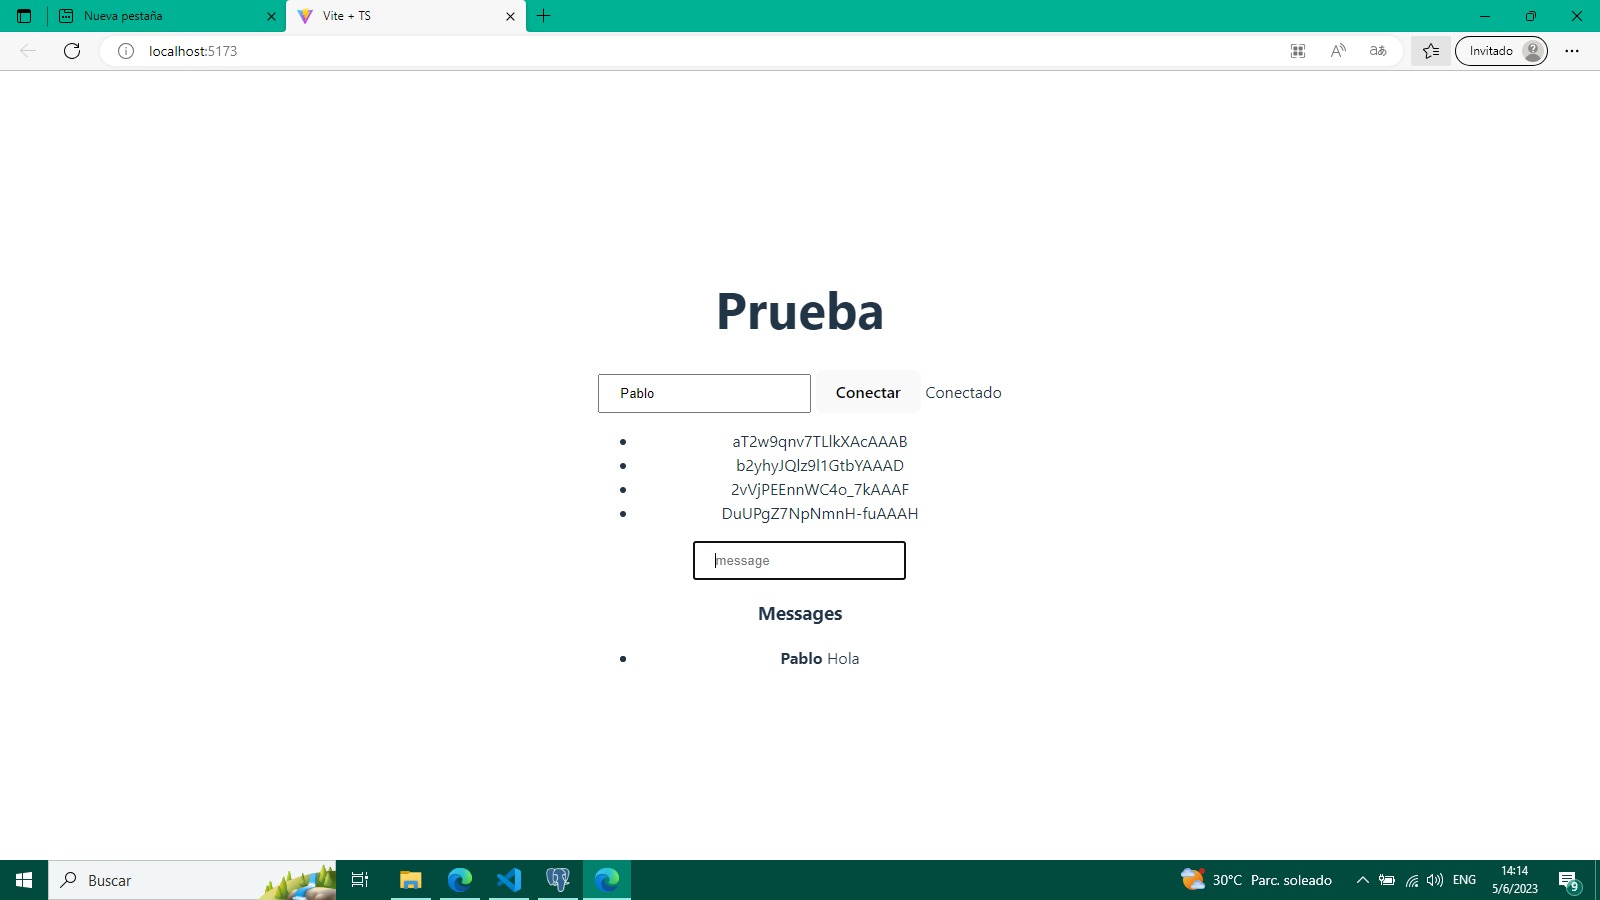 Nueva pestaña
Vite + TS
localhost:5173
Invitado
Prueba
Pablo
Conectar
Conectado
aT2w9qnv7TLlkXAcAAAB
b2yhyJQlz9l1GtbYAAAD
2vVjPEEnnWC4o_7kAAAF
DuUPgZ7NpNmnH-fuAAAH
message
Messages
Pablo Hola
Buscar
30°C Parc. soleado
ENG
14:14
5/6/2023
9